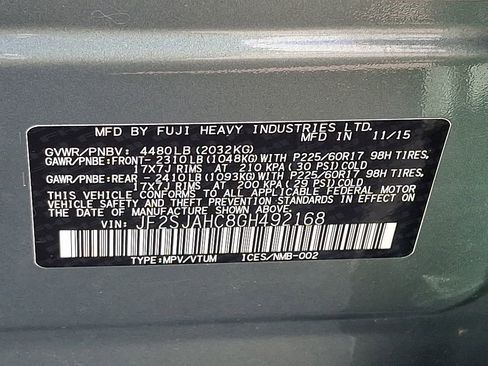 MFD BY FUJI HEAVY INDUSTRIES LTD.
MFD IN 11/15
GVWR/PNBV: 4480LB(2032KG)
GAWR/PNBE:FRONT-2310LB(1048KG)WITH P225/60R17 98H TIRES,
17X7J RIMS AT 210 KPA(30 PSI)COLD
GAWR/PNBE:REAR -2410LB(1093KG)WITH P225/60R17 98H TIRES,
17X7J RIMS AT 200 KPA(29 PSI)COLD
THIS VEHICLE CONFORMS TO ALL APPLICABLE FEDERAL MOTOR
VEHICLE SAFETY, BUMPER, AND THEFT PREVENTION STANDARDS
IN EFFECT ON THE DATE OF MANUFACTURE SHOWN ABOVE.
VIN: JF2SJAHC8GH492168
TYPE:MPV/VTUM ICES/NMB-002